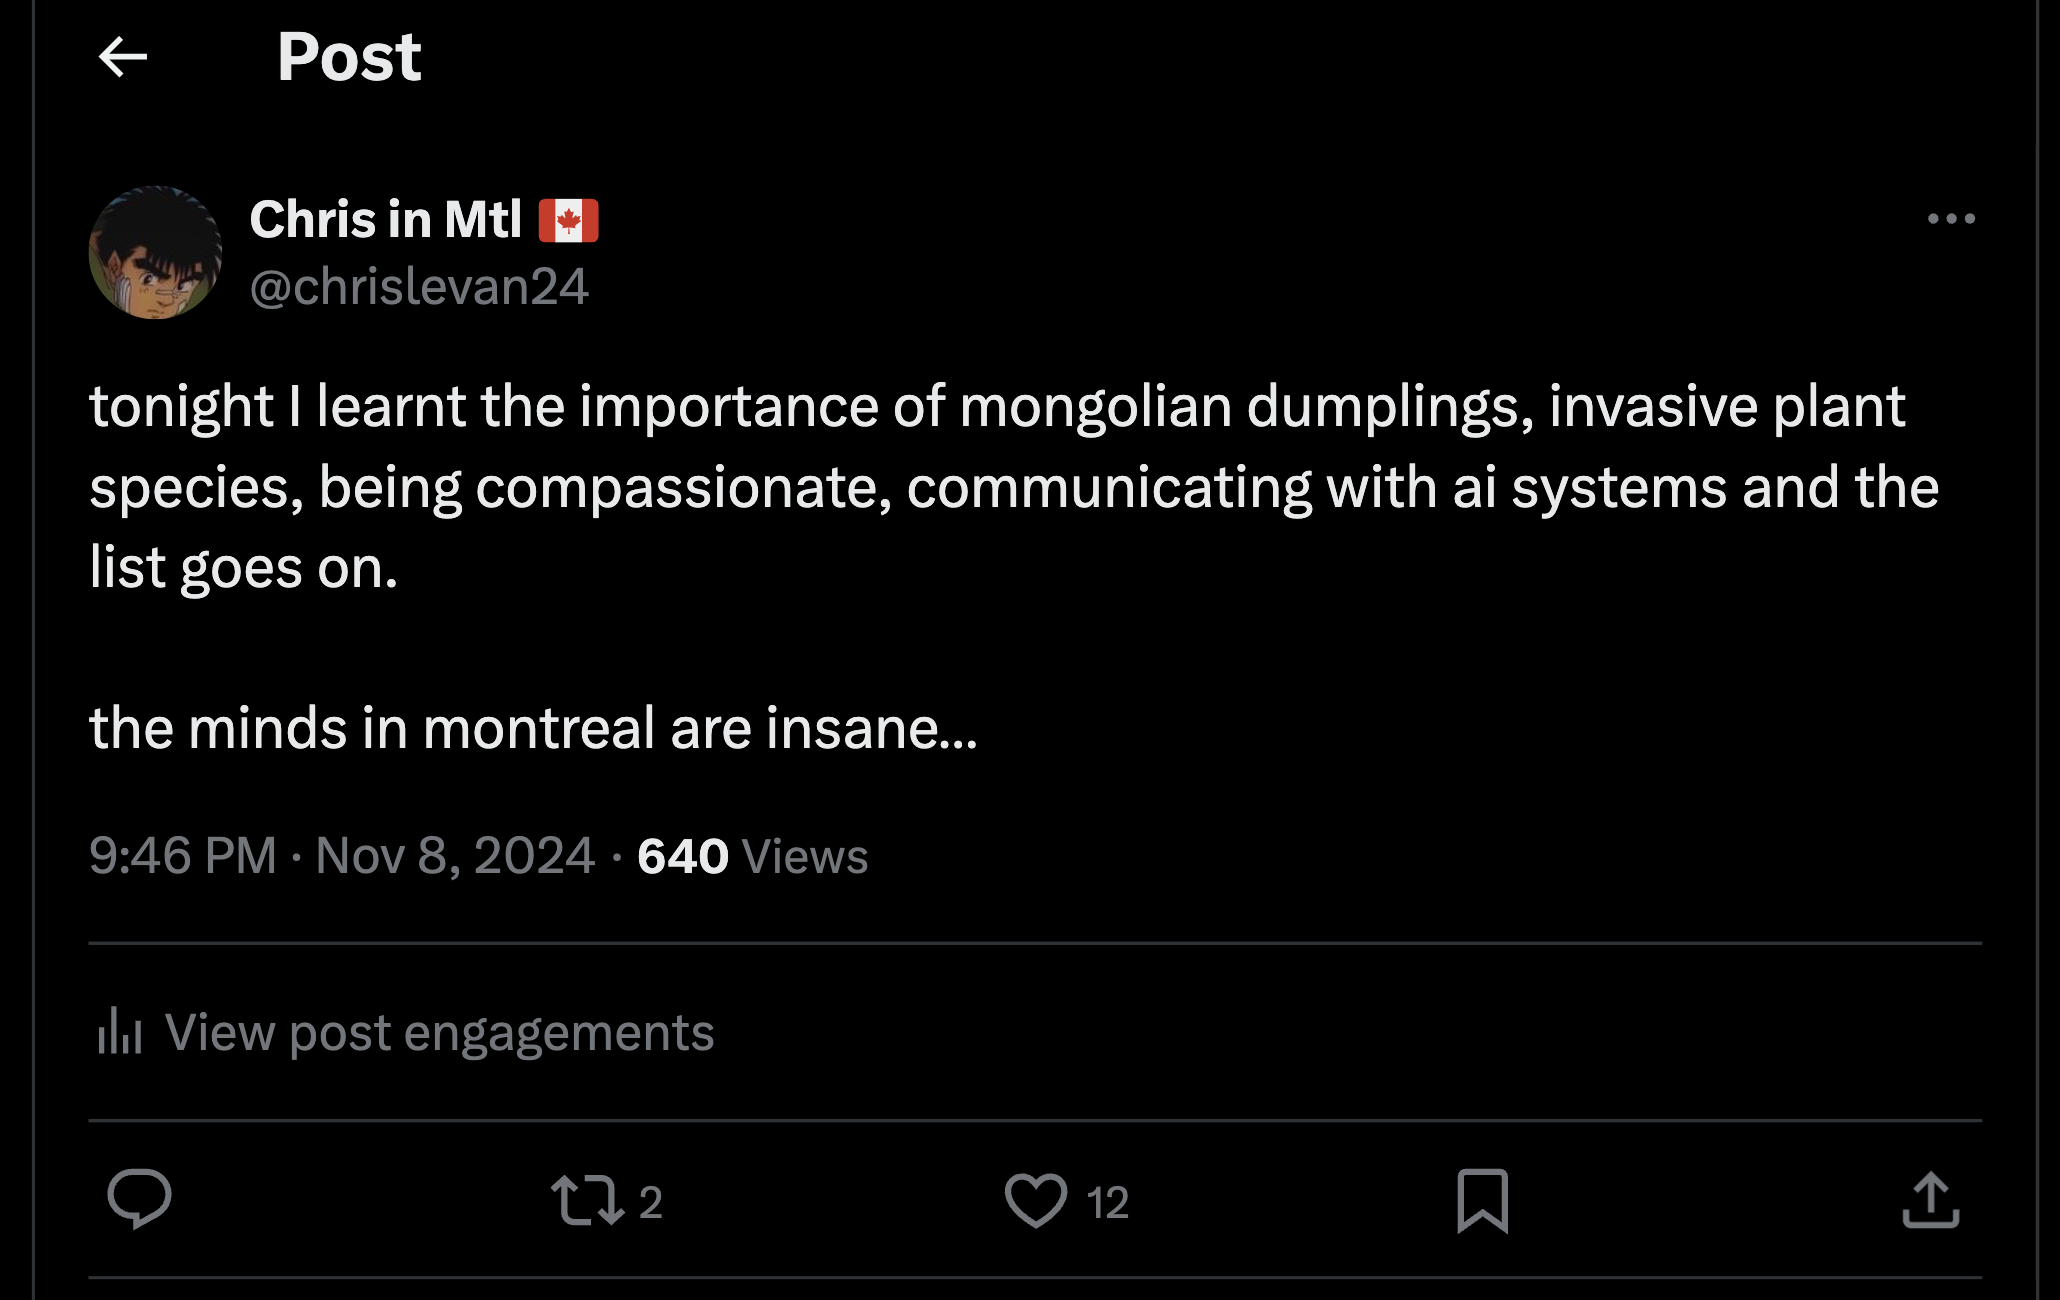 Post
Chris in Mtl 🇨🇦
@chrislevan24
tonight I learnt the importance of mongolian dumplings, invasive plant
species, being compassionate, communicating with ai systems and the
list goes on.
the minds in montreal are insane...
9:46 PM · Nov 8, 2024 · 640 Views
View post engagements
2 12